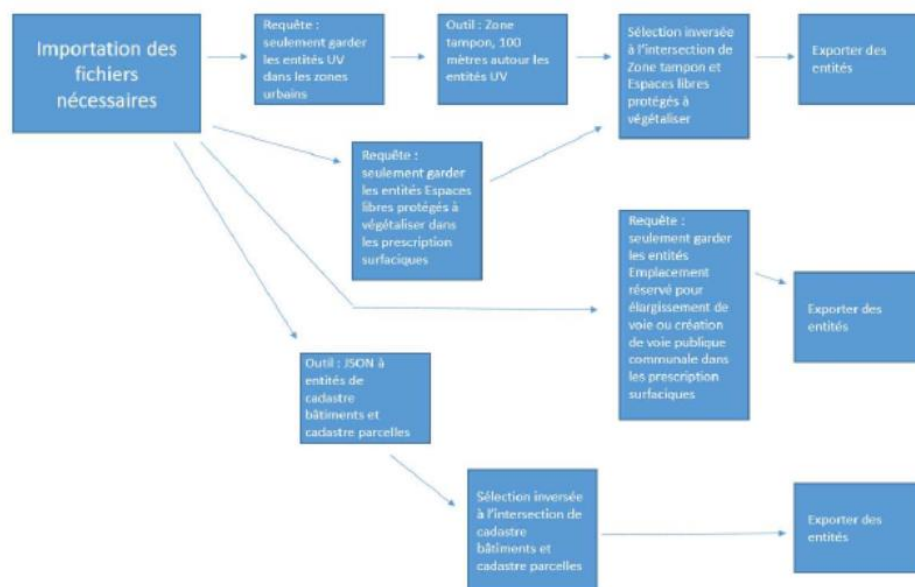 Importation des
fichiers
nécessaires
Requête :
seulement garder
les entités UV
dans les zones
urbains
Outil : Zone
tampon, 100
mètres autour les
entités UV
Sélection inversée
à l'intersection de
Zone tampon et
Espaces libres
protégés à
végétaliser
Exporter des
entités
Requête :
seulement garder
les entités Espaces
libres protégés à
végétaliser dans
les prescription
surfaciques
Requête :
seulement garder
les entités
Emplacement
réservé pour
élargissement de
voie ou création
de voie publique
communale dans
les prescription
surfaciques
Exporter des
entités
Outil : JSON à
entités de
cadastre
bâtiments et
cadastre parcelles
Sélection inversée
à l'intersection de
cadastre
bâtiments et
cadastre parcelles
Exporter des
entités